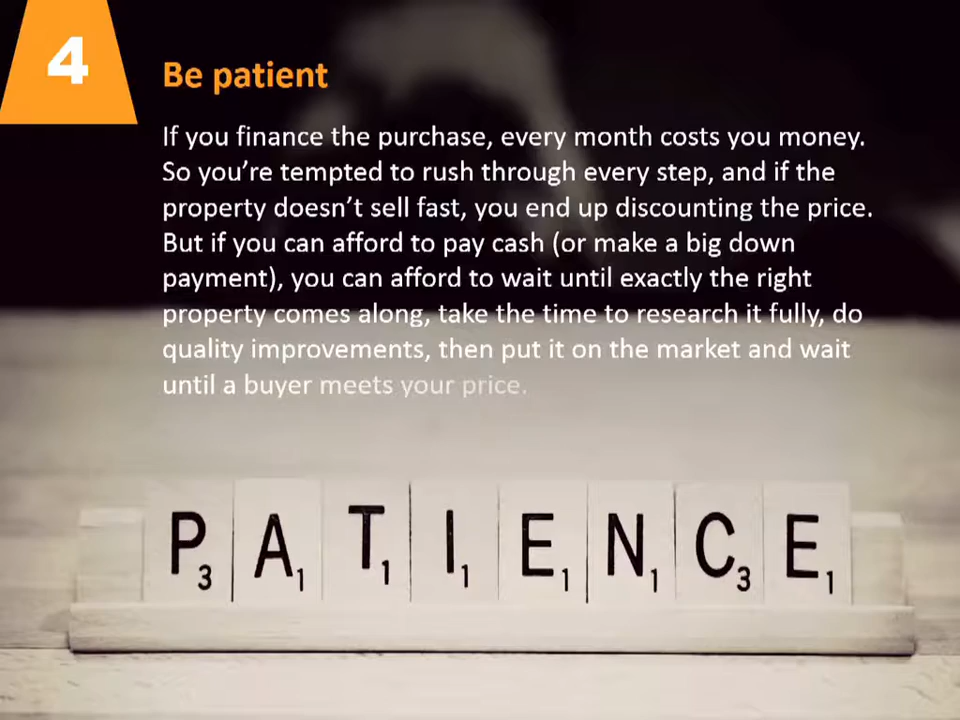 4
Be patient
If you finance the purchase, every month costs you money.
So you're tempted to rush through every step, and if the
property doesn't sell fast, you end up discounting the price.
But if you can afford to pay cash (or make a big down
payment), you can afford to wait until exactly the right
property comes along, take the time to research it fully, do
quality improvements, then put it on the market and wait
until a buyer meets your price.
P3 A1 T1 I1 E1 N1 C3 E1